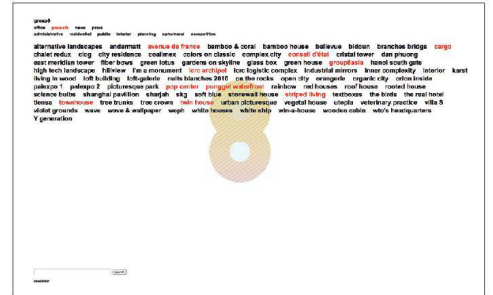 group8
office projects news press
administrative residential public interior planning ephemeral competition
alternative landscapes andermatt avenue de france bamboo & coral bamboo house bellevue bidoun branches bridge cargo
chalet redux cicg city residence coalimex colors on classic complex city conseil d'état cristal tower dan phuong
east meridian tower fiber bows green lotus gardens on skyline glass box green house groupifasia hanoi south gate
high tech landscape hillview I'm a monument icrc archipel icrc logistic complex industrial mirrors inner complexity interior karst
living in wood loft building loft-galerie nuits blanches 2010 on the rocks open city orangerie organic city orion inside
palexpo 1 palexpo 2 picturesque park pop center punggol waterfront rainbow red houses roof house rooted house
science bulbs shanghai pavillion sharjah skg soft blue stonewall house striped living textboxes the birds the real hotel
tiensa townhouse tree trunks tree crown twin house urban picturesque vegetal house utopia veterinary practice villa S
violet grounds wave wave & wallpaper weph white houses white ship win-a-house wooden cabin wto's headquarters
Y generation
search
newsletter